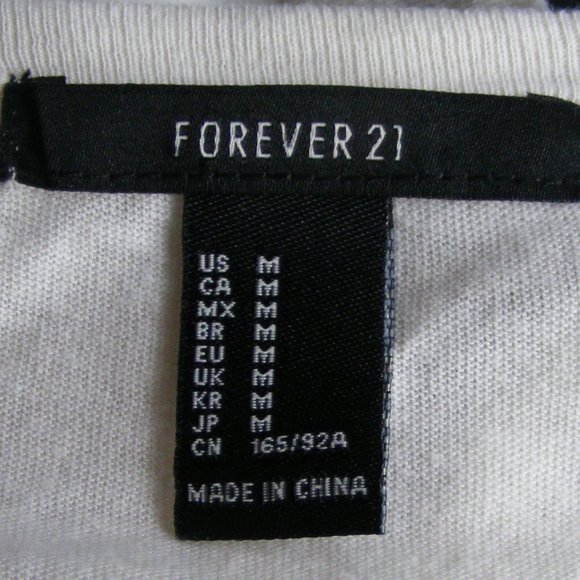 FOREVER 21
US M
CA M
MX M
BR M
EU M
UK M
KR M
JP M
CN 165/92A
MADE IN CHINA